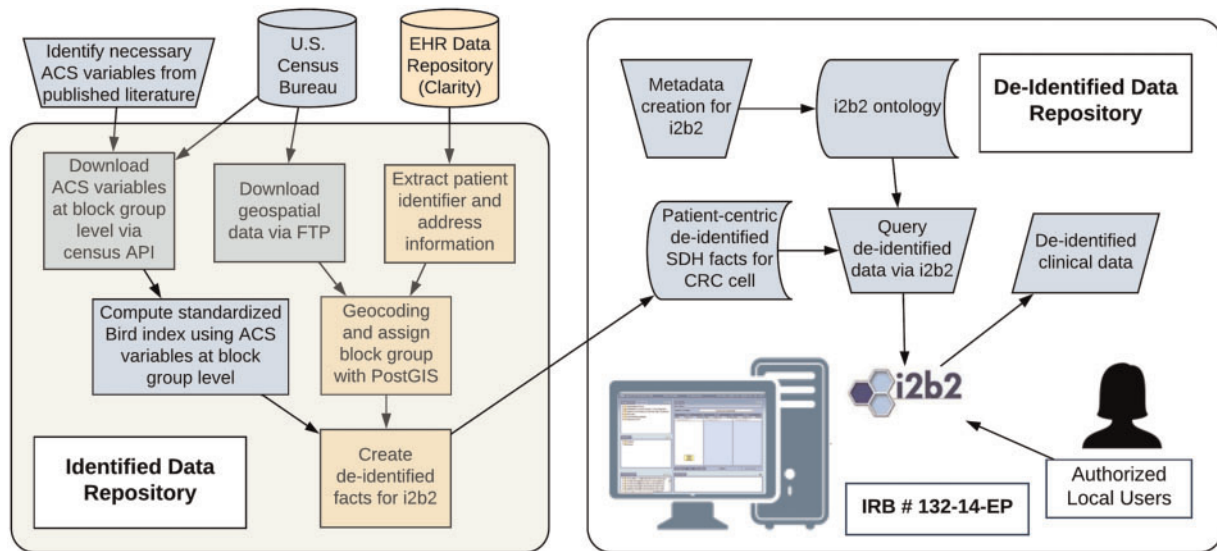 Identify necessary
ACS variables from
published literature
U.S.
Census
Bureau
EHR Data
Repository
(Clarity)
Download
ACS variables
at block group
level via
census API
Download
geospatial
data via FTP
Extract patient
identifier and
address
information
Compute standardized
Bird index using ACS
variables at block
group level
Geocoding
and assign
block group
with PostGIS
Identified Data
Repository
Create
de-identified
facts for i2b2
Metadata
creation for
i2b2
i2b2 ontology
De-Identified Data
Repository
Patient-centric
de-identified
SDH facts for
CRC cell
Query
de-identified
data via i2b2
De-identified
clinical data
i2b2
Authorized
Local Users
IRB # 132-14-EP